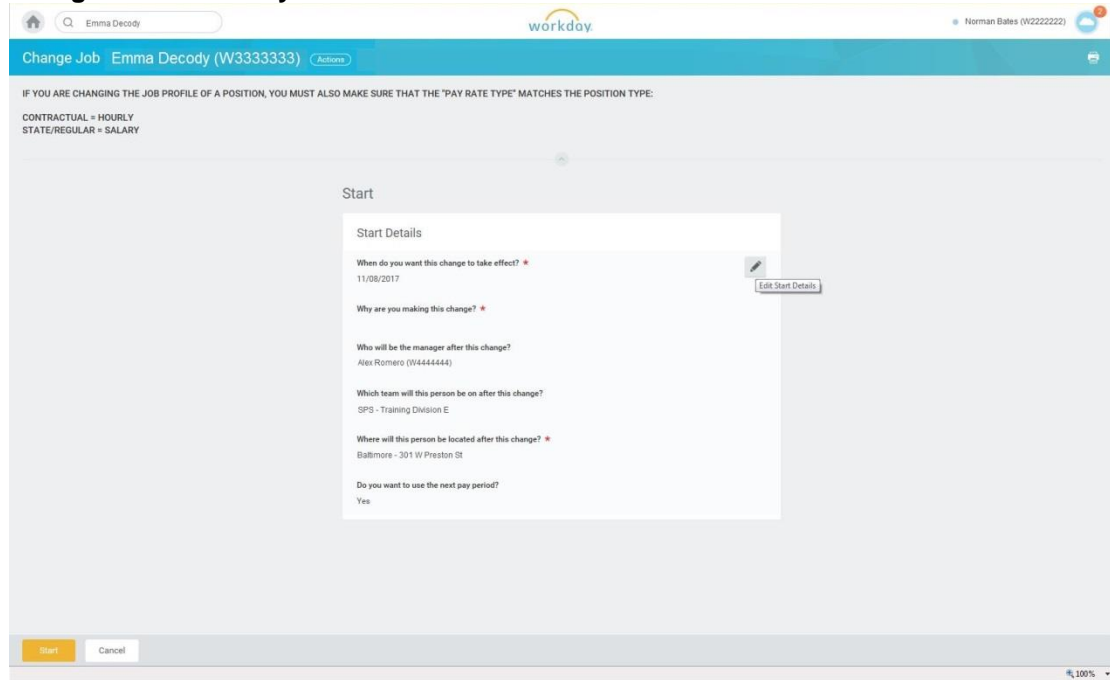 Emma Decody
workday.
Norman Bates (W2222222)
2
Change Job Emma Decody (W3333333) Actions
IF YOU ARE CHANGING THE JOB PROFILE OF A POSITION, YOU MUST ALSO MAKE SURE THAT THE "PAY RATE TYPE" MATCHES THE POSITION TYPE:
CONTRACTUAL = HOURLY
STATE/REGULAR = SALARY
Start
Start Details
When do you want this change to take effect? *
11/08/2017
Edit Start Details
Why are you making this change? *
Who will be the manager after this change?
Alex Romero (W4444444)
Which team will this person be on after this change?
SPS - Training Division E
Where will this person be located after this change? *
Baltimore - 301 W Preston St
Do you want to use the next pay period?
Yes
Start Cancel
100%